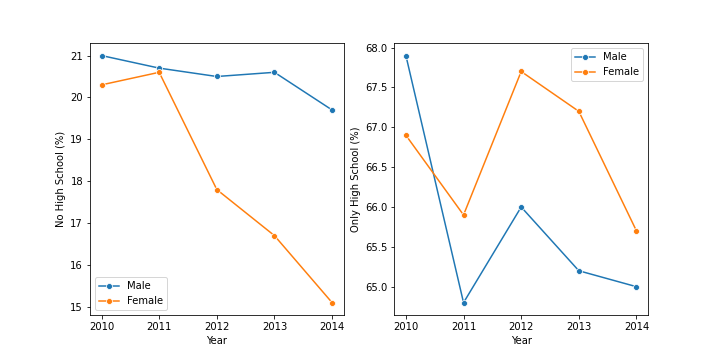 No High School (%)
21
20
19
18
17
16
15
Male
Female
2010 2011 2012 2013 2014
Year
Only High School (%)
68.0
67.5
67.0
66.5
66.0
65.5
65.0
Male
Female
2010 2011 2012 2013 2014
Year